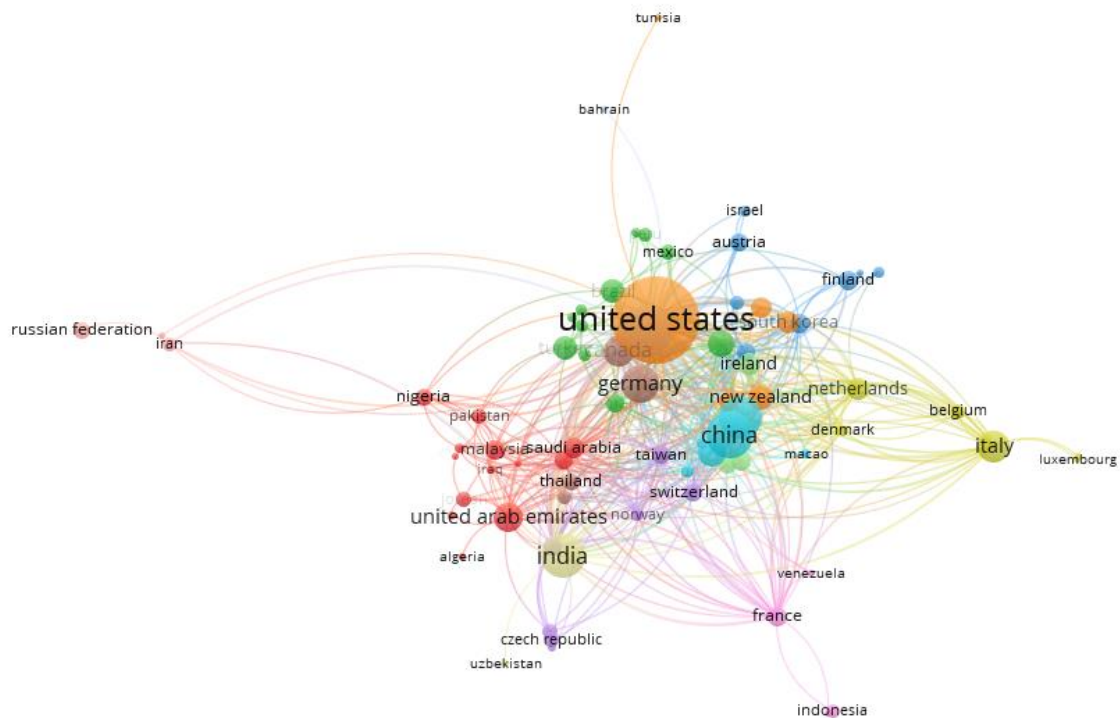 tunisia
bahrain
israel
austria
mexico
finland
brazil
united states
south korea
russian federation
iran
canada
ireland
germany
netherlands
new zealand
nigeria
belgium
pakistan
denmark
china
italy
saudi arabia
malaysia
taiwan
macao
luxembourg
iraq
thailand
switzerland
united arab emirates
norway
algeria
india
venezuela
france
czech republic
uzbekistan
indonesia